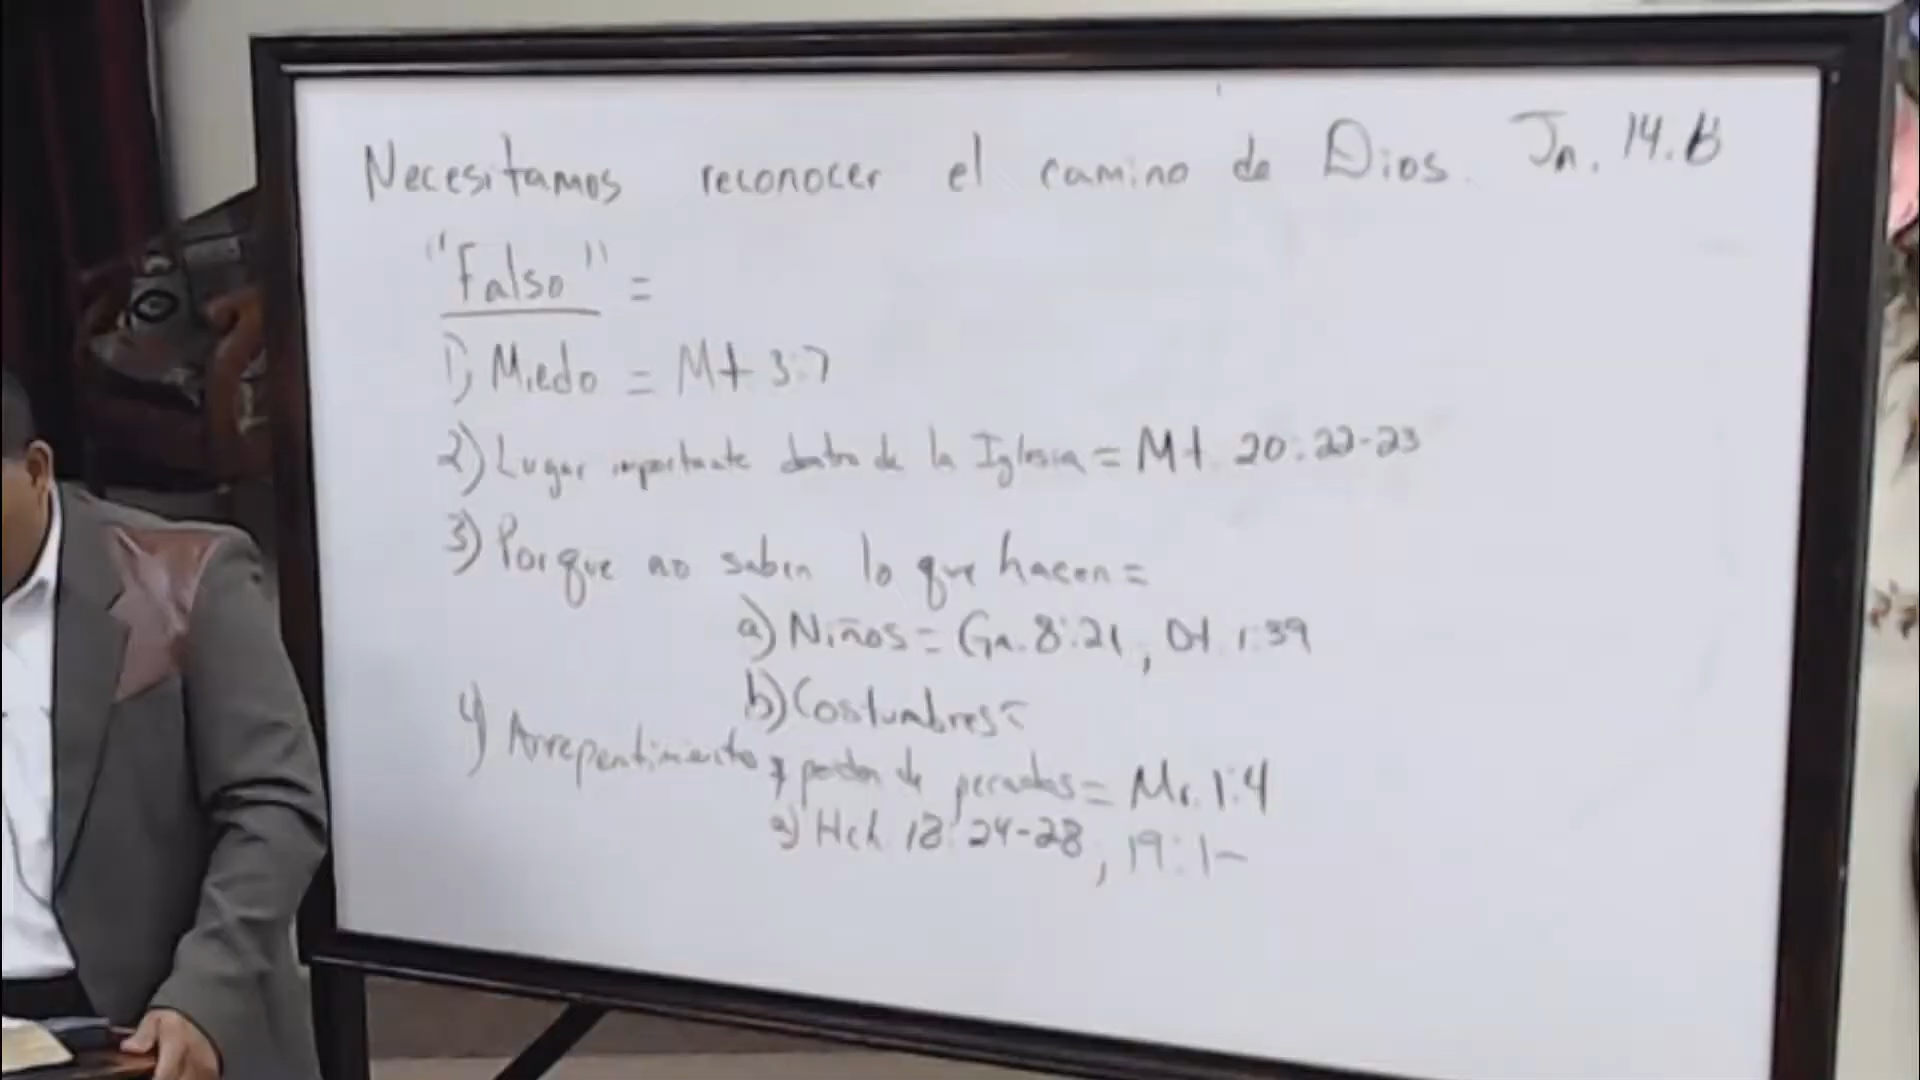 Necesitamos reconocer el camino de Dios. Jn. 14.6
"Falso" =
1) Miedo = Mt 3:7
2) Lugar importante dentro de la Iglesia = Mt. 20:22-23
3) Porque no saben lo que hacen =
a) Niños = Gn. 8:21, Dt. 1:39
b) Costumbres =
4) Arrepentimiento y perdon de pecados = Mr. 1:4
a) Hch 18:24-28, 19:1-